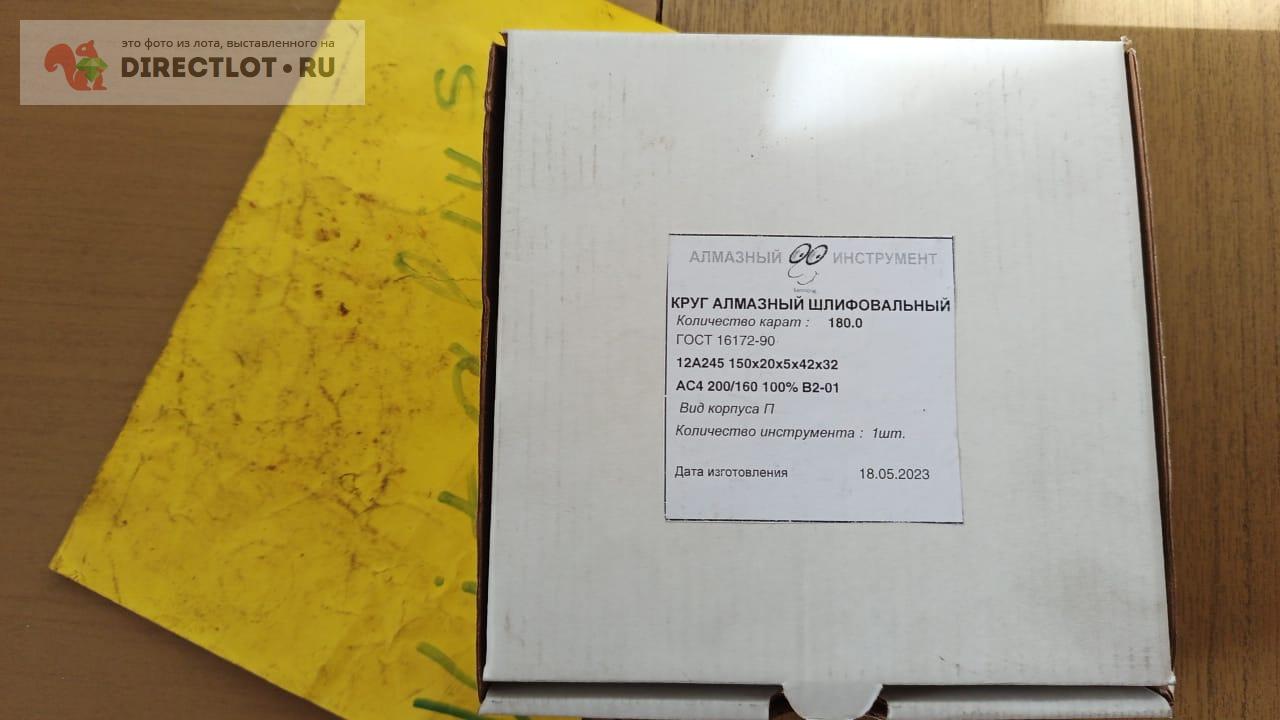 это фото из лота, выставленного на
DIRECTLOT•RU
АЛМАЗНЫЙ ИНСТРУМЕНТ
КРУГ АЛМАЗНЫЙ ШЛИФОВАЛЬНЫЙ
Количество карат : 180.0
ГОСТ 16172-90
12А245 150х20х5х42х32
АС4 200/160 100% В2-01
Вид корпуса П
Количество инструмента : 1шт.
Дата изготовления 18.05.2023